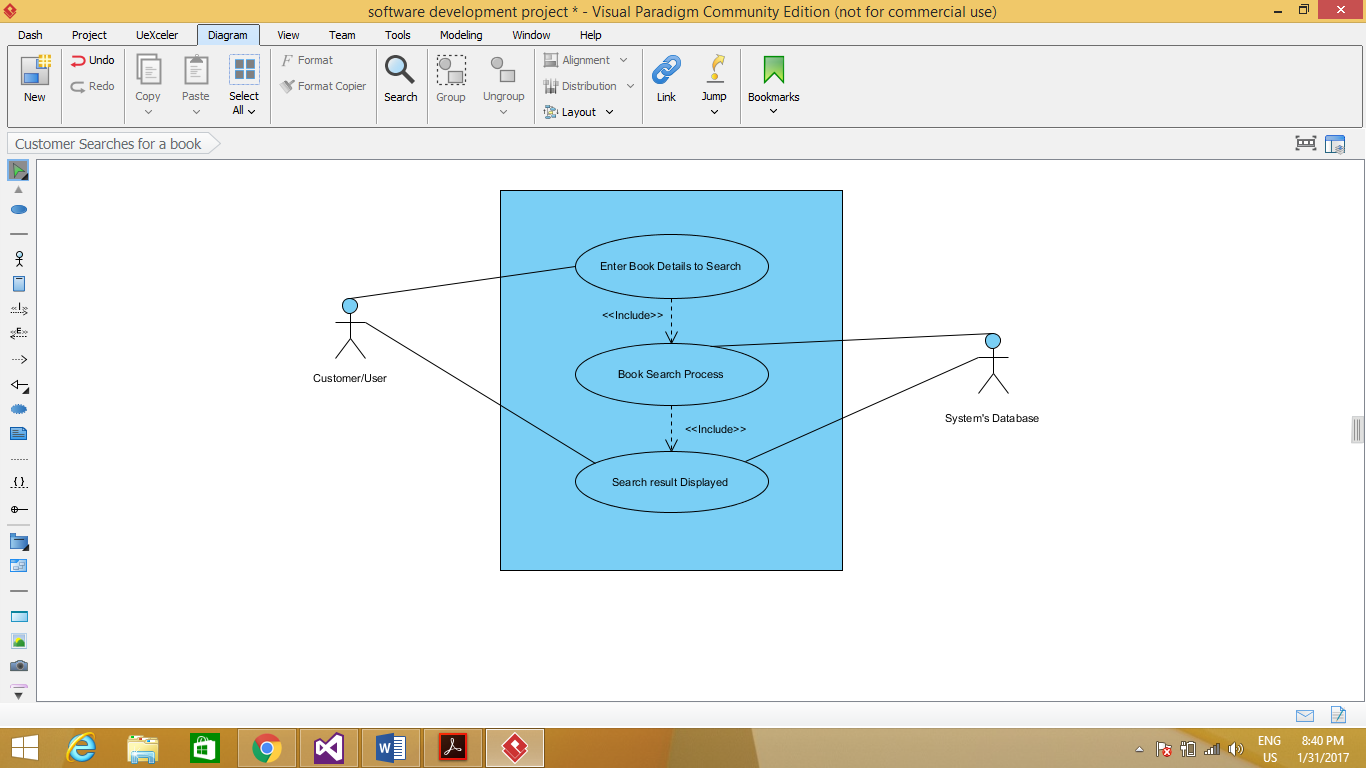 software development project * - Visual Paradigm Community Edition (not for commercial use)
Dash Project UeXceler Diagram View Team Tools Modeling Window Help
New
Undo
Redo
Copy
Paste
Select
All
Format
Format Copier
Search
Group
Ungroup
Alignment
Distribution
Layout
Link
Jump
Bookmarks
Customer Searches for a book
Enter Book Details to Search
<<Include>>
Book Search Process
<<Include>>
Search result Displayed
Customer/User
System's Database
ENG
US
8:40 PM
1/31/2017